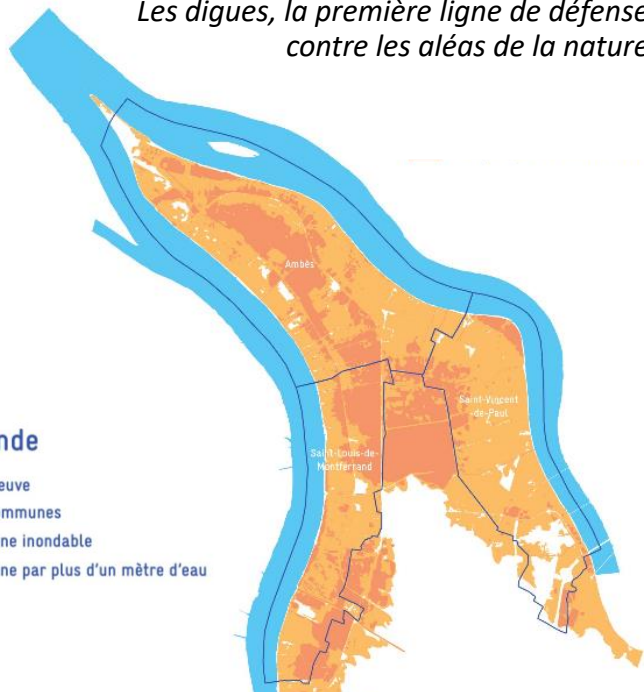 Les digues, la première ligne de défense
contre les aléas de la nature
Ambès
Saint-Vincent
de-Paul
Saint-Louis-de-
Montferrand
nde
euve
ommunes
ne inondable
ne par plus d'un mètre d'eau